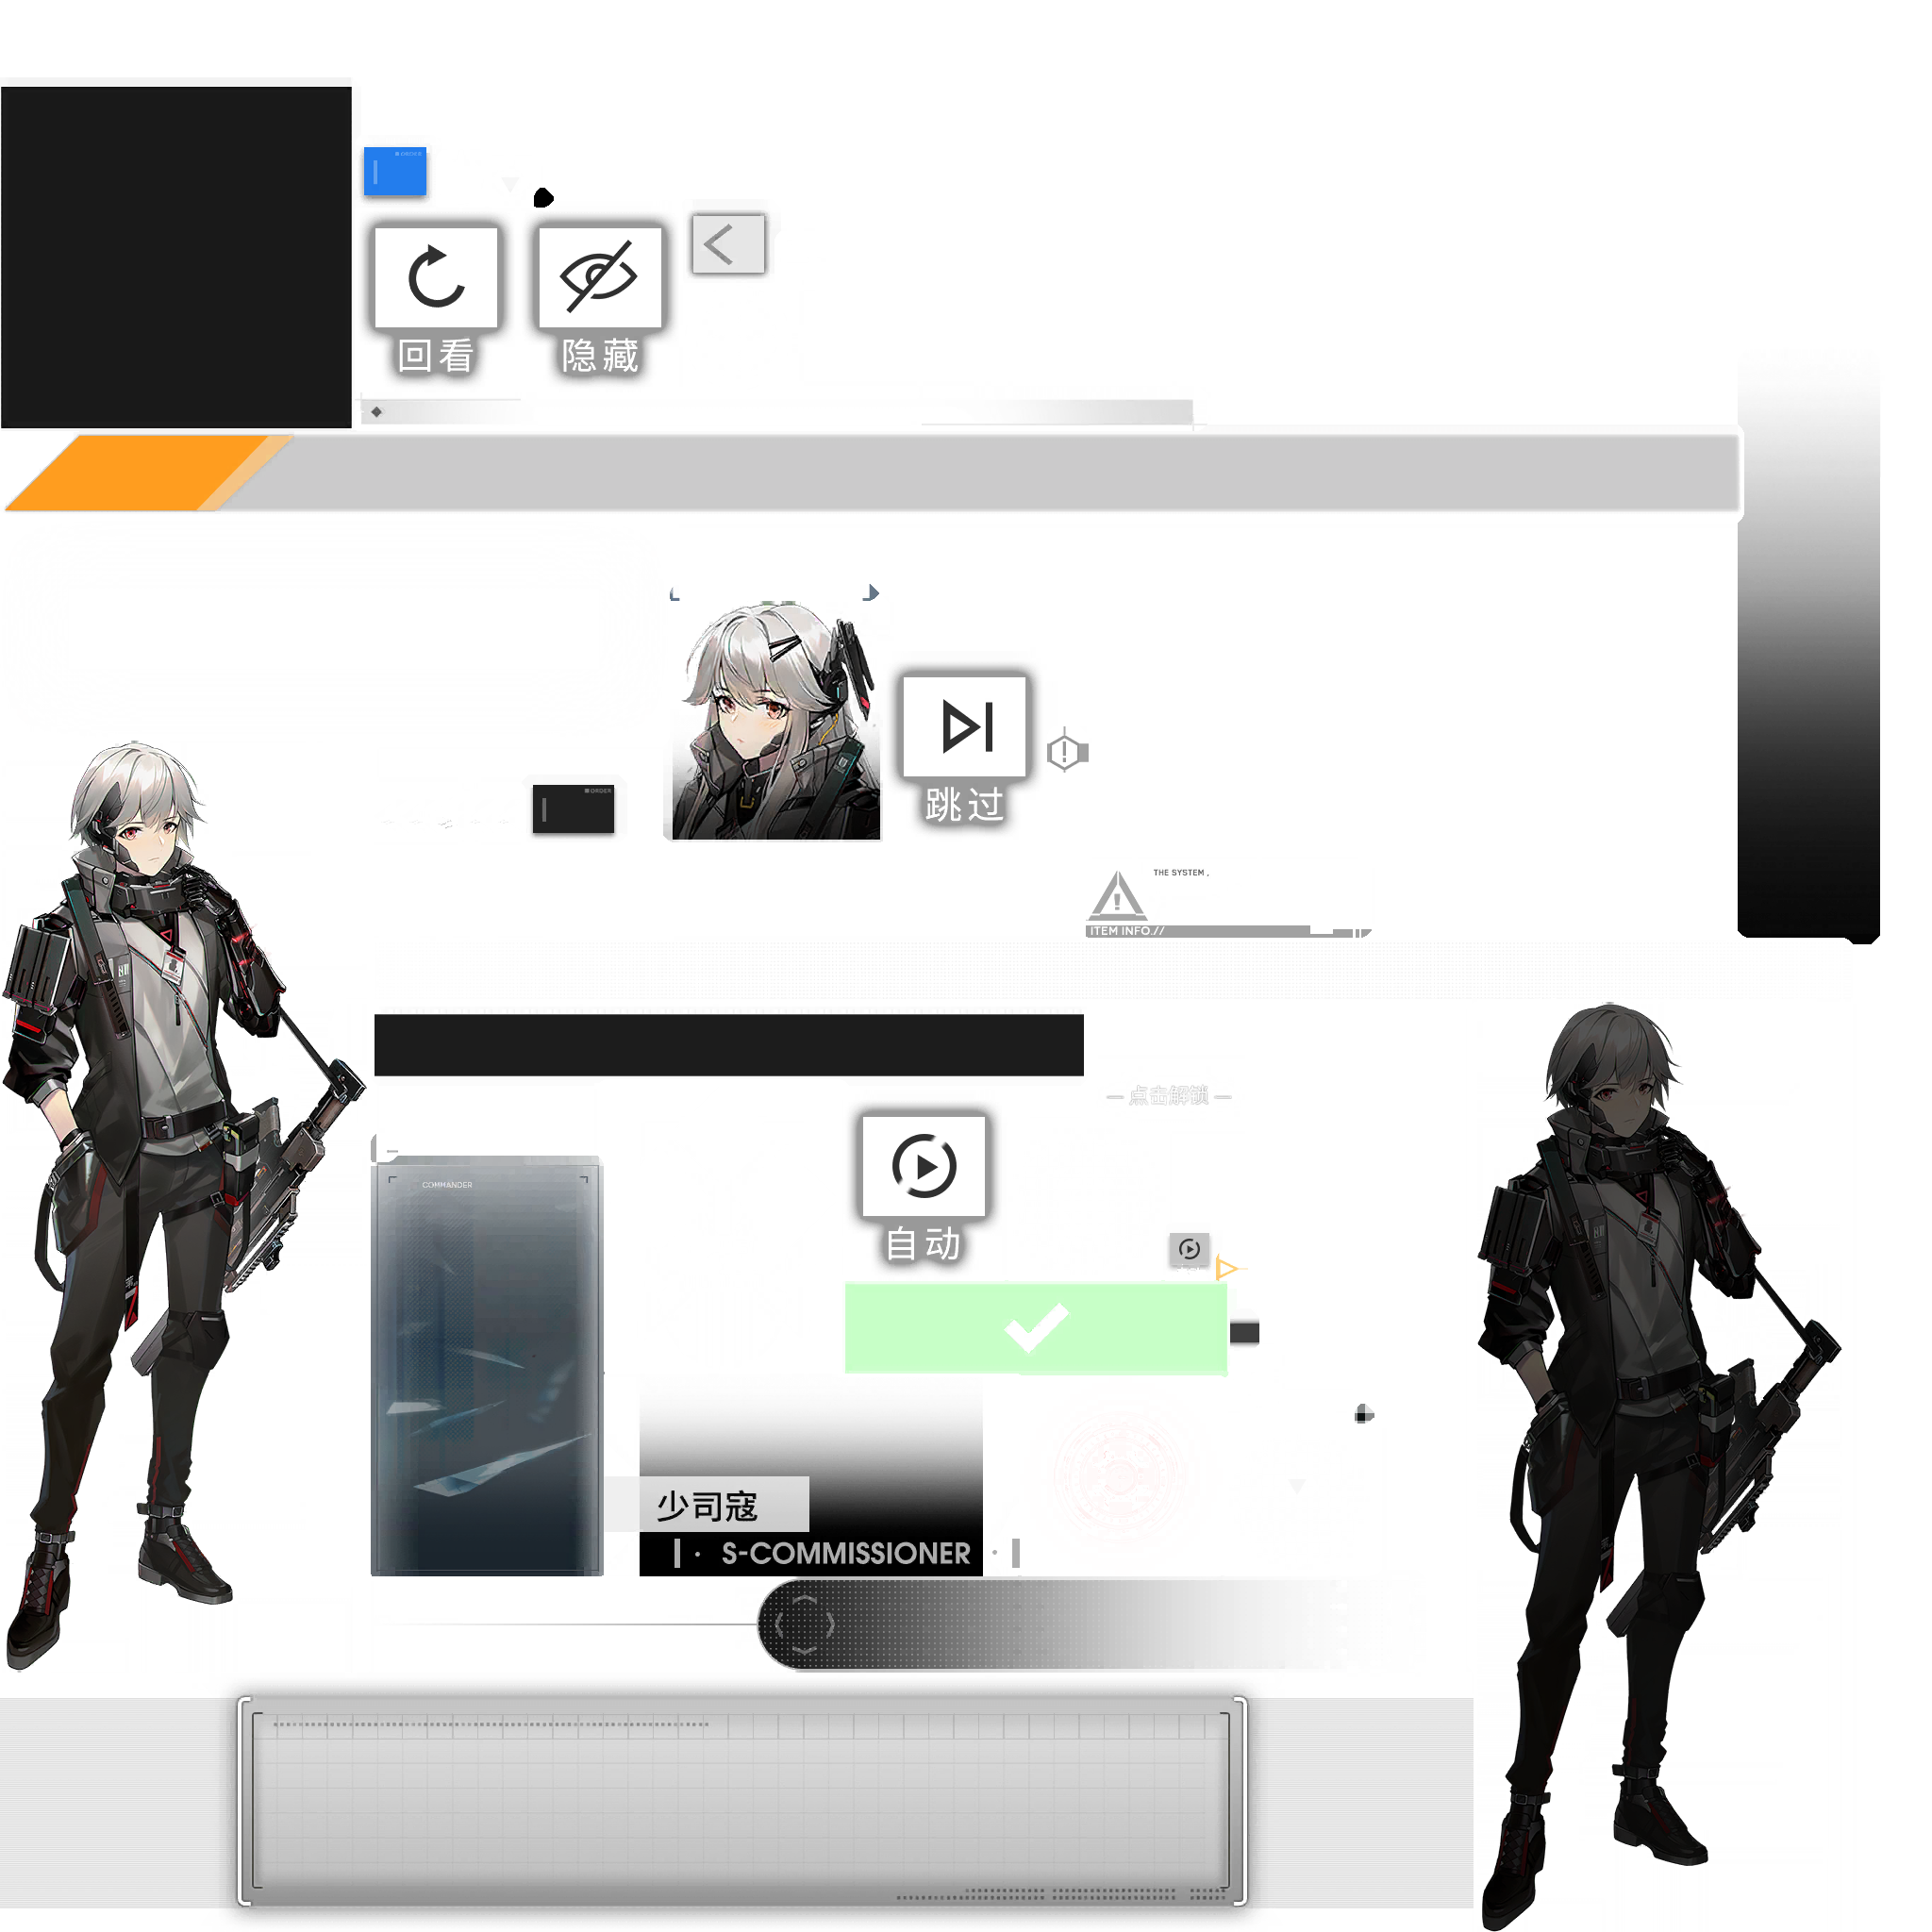 回看
隐藏
ORDER
跳过
THE SYSTEM .
ITEM INFO.//
点击解锁
COMMANDER
自动
少司寇
S-COMMISSIONER